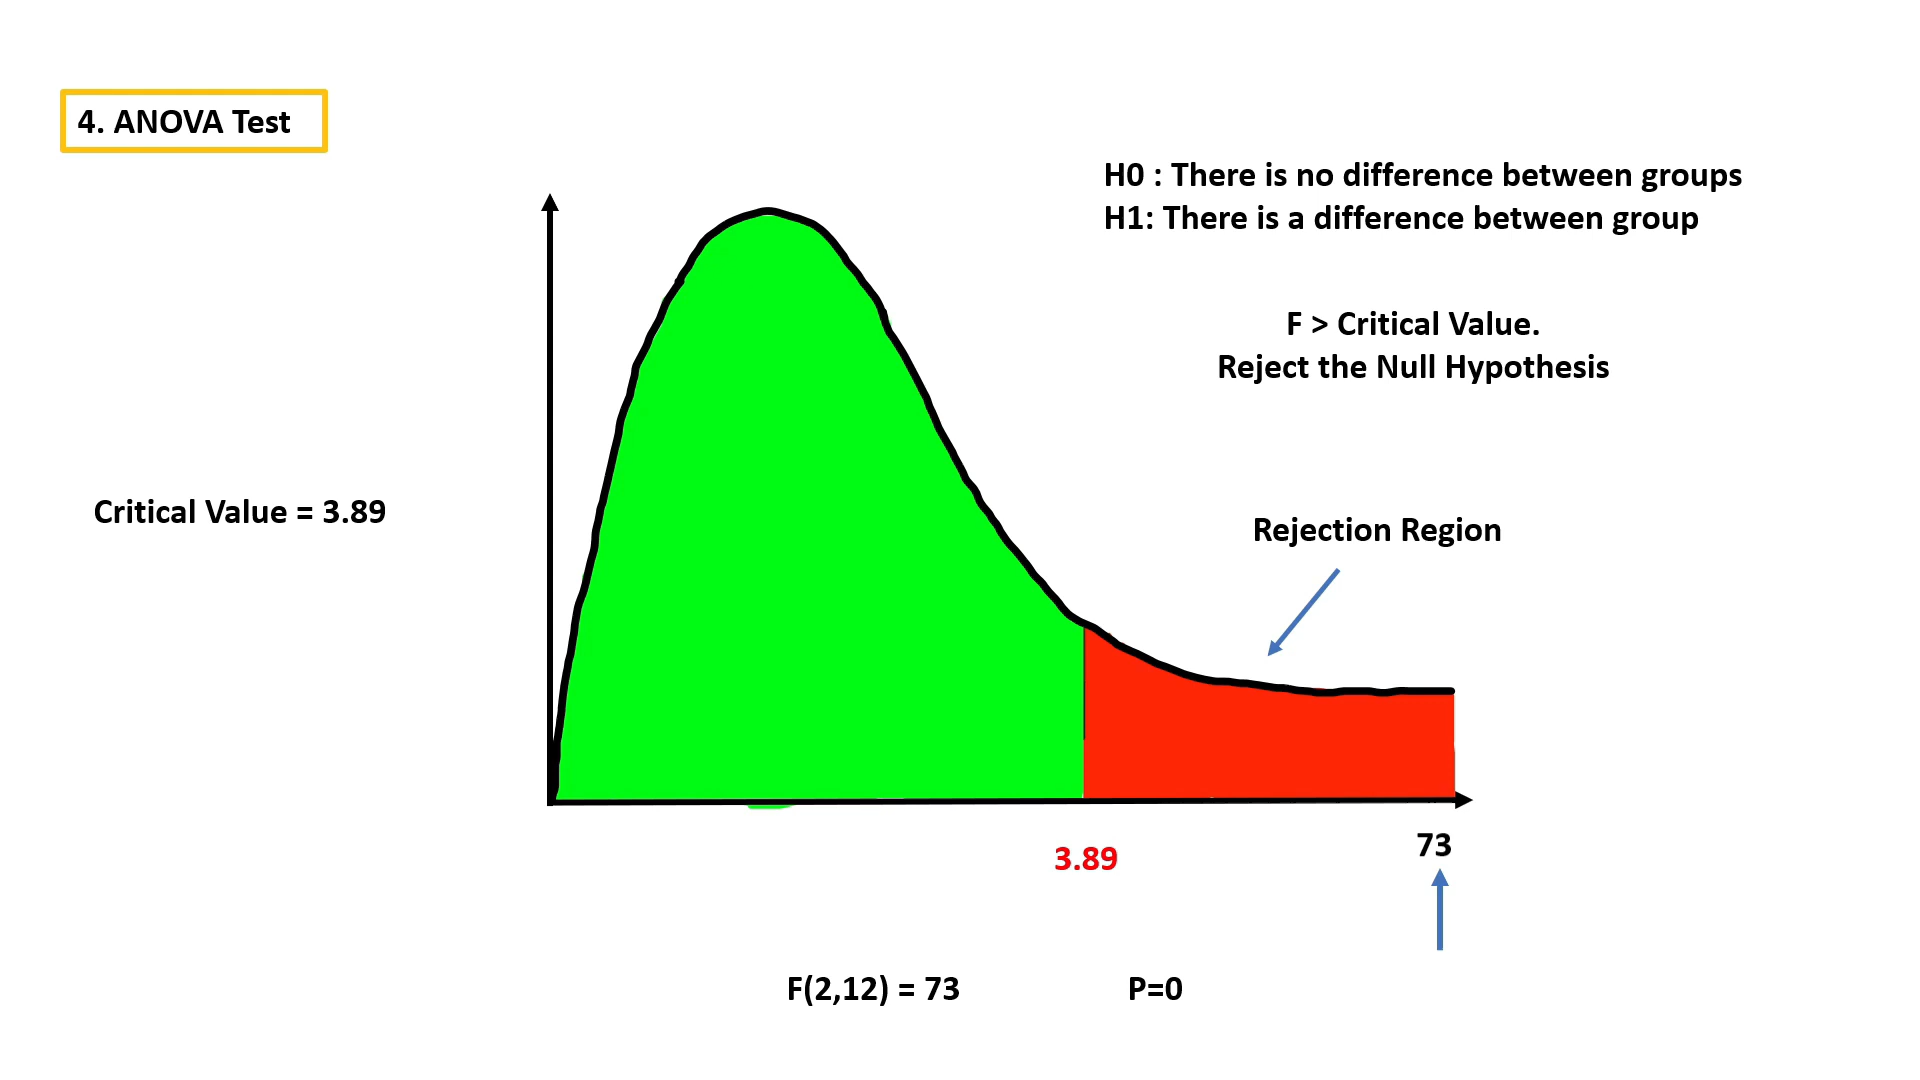 4. ANOVA Test
H0 : There is no difference between groups
H1: There is a difference between group
F > Critical Value.
Reject the Null Hypothesis
Critical Value = 3.89
Rejection Region
73
3.89
F(2,12) = 73
P=0